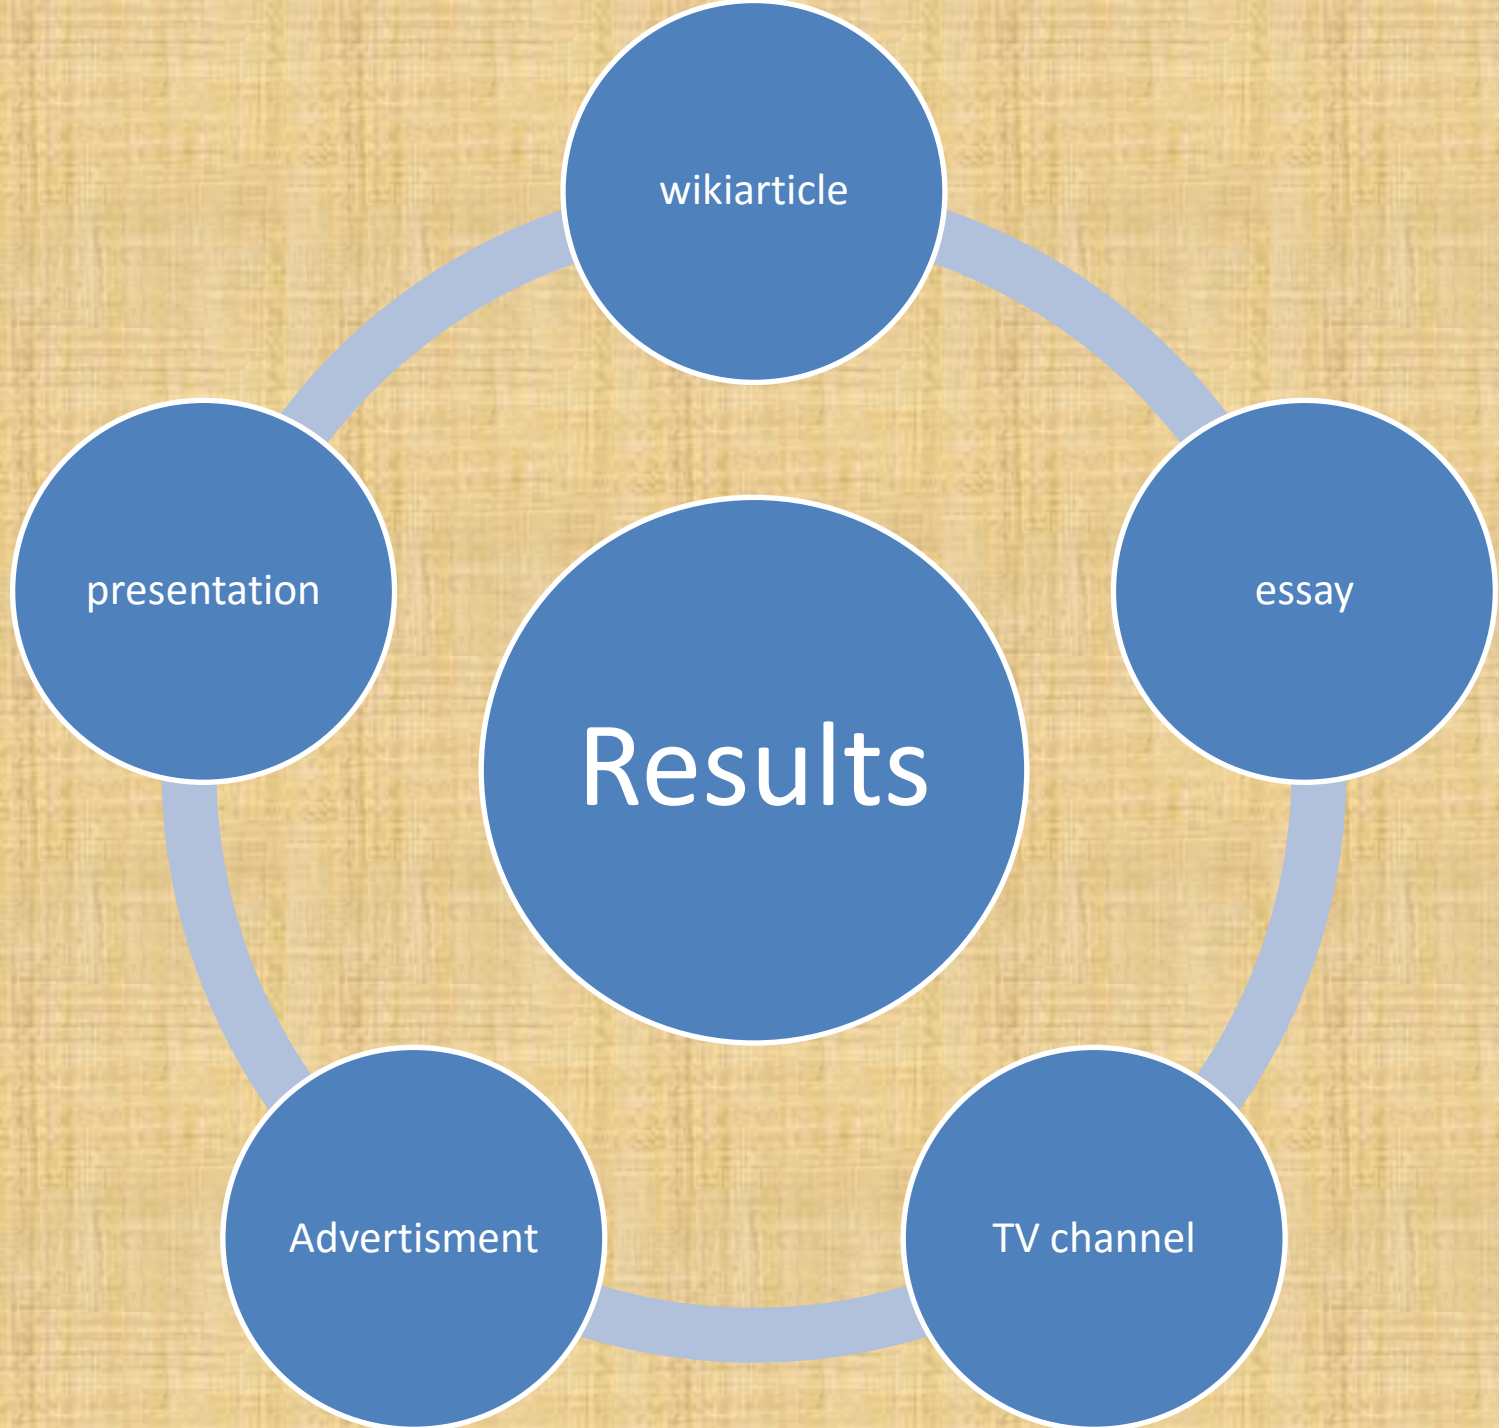 wikiarticle
presentation
essay
Results
Advertisment
TV channel